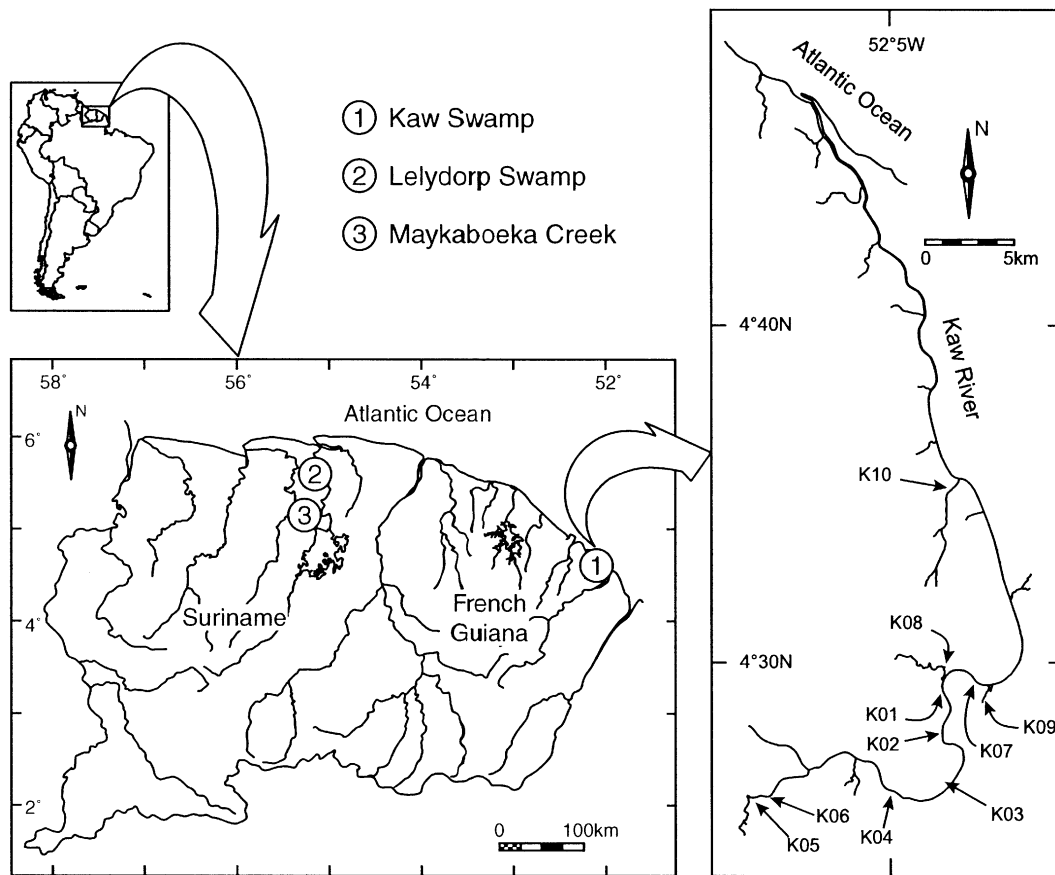 1 Kaw Swamp
2 Lelydorp Swamp
3 Maykaboeka Creek
58° 56° 54° 52°
Atlantic Ocean
N
6°
2
3
1
Suriname
French
Guiana
4°
2°
0 100km
52°5W
Atlantic Ocean
N
0 5km
4°40N
Kaw River
K10
K08
4°30N
K01
K09
K02
K07
K03
K06
K04
K05